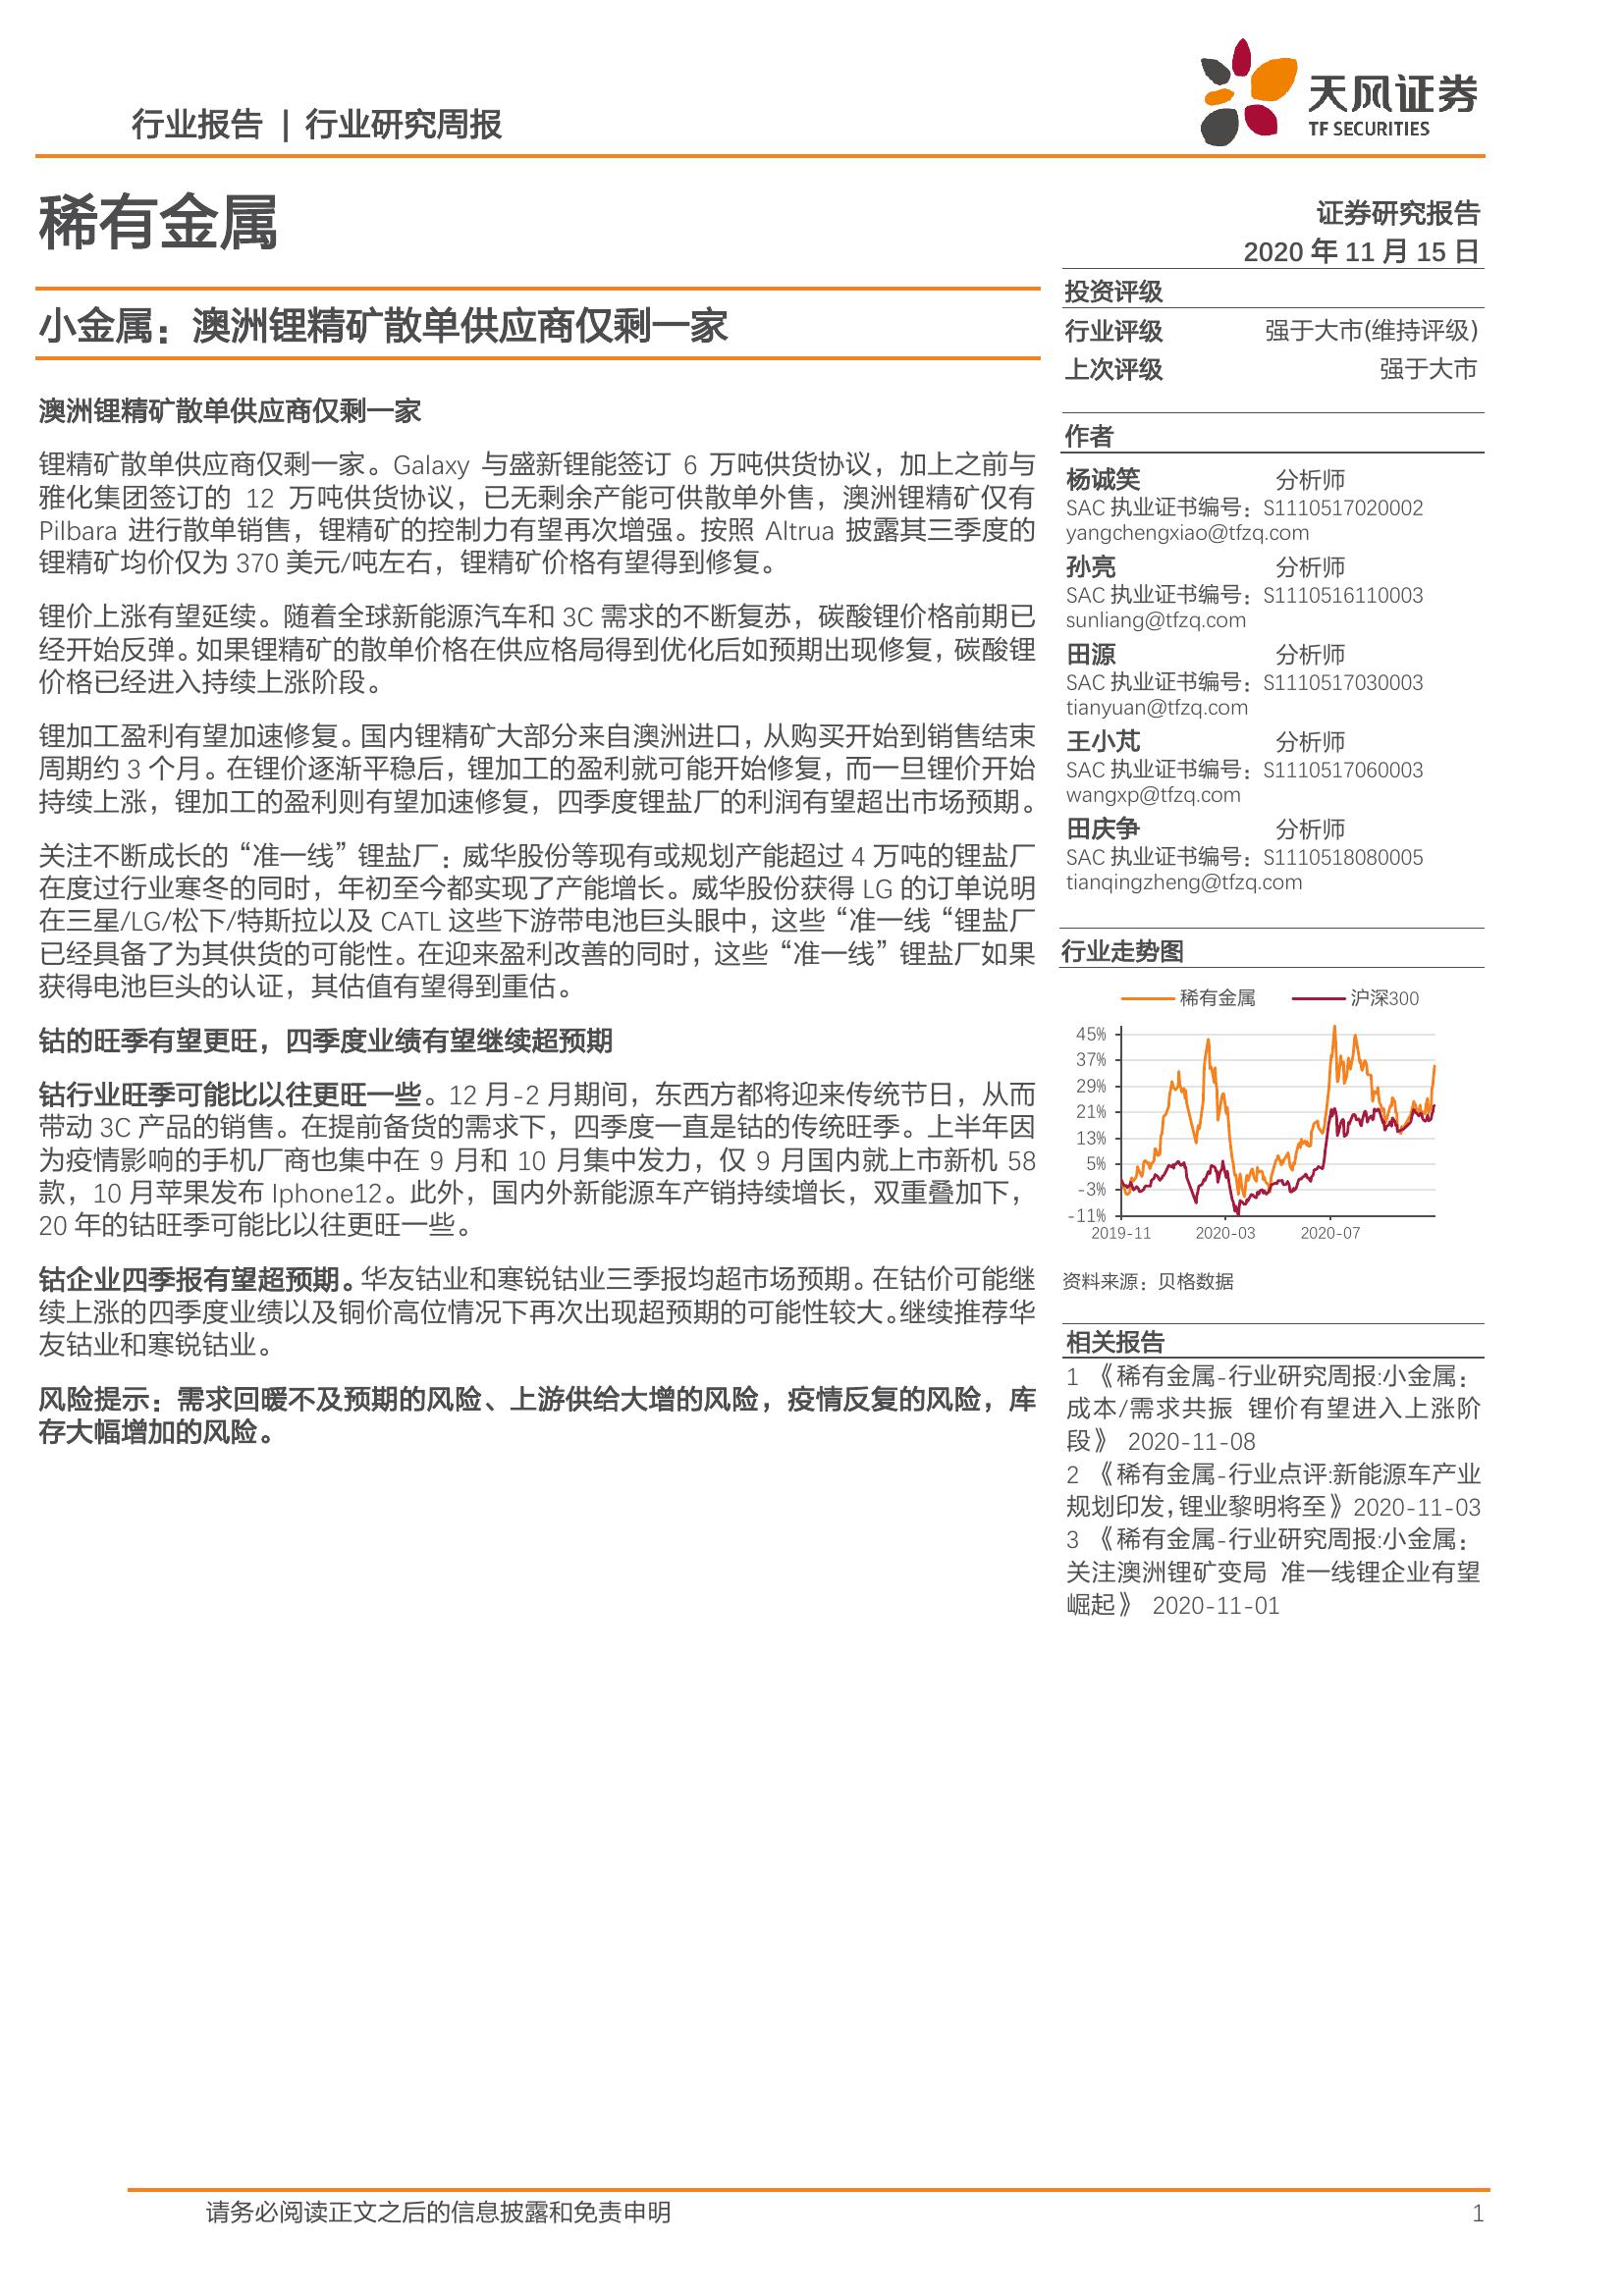 行业报告 | 行业研究周报
天风证券
TF SECURITIES
稀有金属
证券研究报告
2020 年 11 月 15 日
小金属：澳洲锂精矿散单供应商仅剩一家
澳洲锂精矿散单供应商仅剩一家
锂精矿散单供应商仅剩一家。Galaxy 与盛新锂能签订 6 万吨供货协议，加上之前与
雅化集团签订的 12 万吨供货协议，已无剩余产能可供散单外售，澳洲锂精矿仅有
Pilbara 进行散单销售，锂精矿的控制力有望再次增强。按照 Altrua 披露其三季度的
锂精矿均价仅为 370 美元/吨左右，锂精矿价格有望得到修复。
锂价上涨有望延续。随着全球新能源汽车和 3C 需求的不断复苏，碳酸锂价格前期已
经开始反弹。如果锂精矿的散单价格在供应格局得到优化后如预期出现修复，碳酸锂
价格已经进入持续上涨阶段。
锂加工盈利有望加速修复。国内锂精矿大部分来自澳洲进口，从购买开始到销售结束
周期约 3 个月。在锂价逐渐平稳后，锂加工的盈利就可能开始修复，而一旦锂价开始
持续上涨，锂加工的盈利则有望加速修复，四季度锂盐厂的利润有望超出市场预期。
关注不断成长的“准一线”锂盐厂：威华股份等现有或规划产能超过 4 万吨的锂盐厂
在度过行业寒冬的同时，年初至今都实现了产能增长。威华股份获得 LG 的订单说明
在三星/LG/松下/特斯拉以及 CATL 这些下游带电池巨头眼中，这些“准一线“锂盐厂
已经具备了为其供货的可能性。在迎来盈利改善的同时，这些“准一线”锂盐厂如果
获得电池巨头的认证，其估值有望得到重估。
钴的旺季有望更旺，四季度业绩有望继续超预期
钴行业旺季可能比以往更旺一些。12 月-2 月期间，东西方都将迎来传统节日，从而
带动 3C 产品的销售。在提前备货的需求下，四季度一直是钴的传统旺季。上半年因
为疫情影响的手机厂商也集中在 9 月和 10 月集中发力，仅 9 月国内就上市新机 58
款，10 月苹果发布 Iphone12。此外，国内外新能源车产销持续增长，双重叠加下，
20 年的钴旺季可能比以往更旺一些。
钴企业四季报有望超预期。华友钴业和寒锐钴业三季报均超市场预期。在钴价可能继
续上涨的四季度业绩以及铜价高位情况下再次出现超预期的可能性较大。继续推荐华
友钴业和寒锐钴业。
风险提示：需求回暖不及预期的风险、上游供给大增的风险，疫情反复的风险，库
存大幅增加的风险。
投资评级
行业评级 强于大市(维持评级)
上次评级 强于大市
作者
杨诚笑 分析师
SAC 执业证书编号：S1110517020002
yangchengxiao@tfzq.com
孙亮 分析师
SAC 执业证书编号：S1110516110003
sunliang@tfzq.com
田源 分析师
SAC 执业证书编号：S1110517030003
tianyuan@tfzq.com
王小芃 分析师
SAC 执业证书编号：S1110517060003
wangxp@tfzq.com
田庆争 分析师
SAC 执业证书编号：S1110518080005
tianqingzheng@tfzq.com
行业走势图
稀有金属 沪深300
45%
37%
29%
21%
13%
5%
-3%
-11%
2019-11 2020-03 2020-07
资料来源：贝格数据
相关报告
1 《稀有金属-行业研究周报:小金属：
成本/需求共振 锂价有望进入上涨阶
段》 2020-11-08
2 《稀有金属-行业点评:新能源车产业
规划印发,锂业黎明将至》2020-11-03
3 《稀有金属-行业研究周报:小金属：
关注澳洲锂矿变局 准一线锂企业有望
崛起》 2020-11-01
请务必阅读正文之后的信息披露和免责申明 1